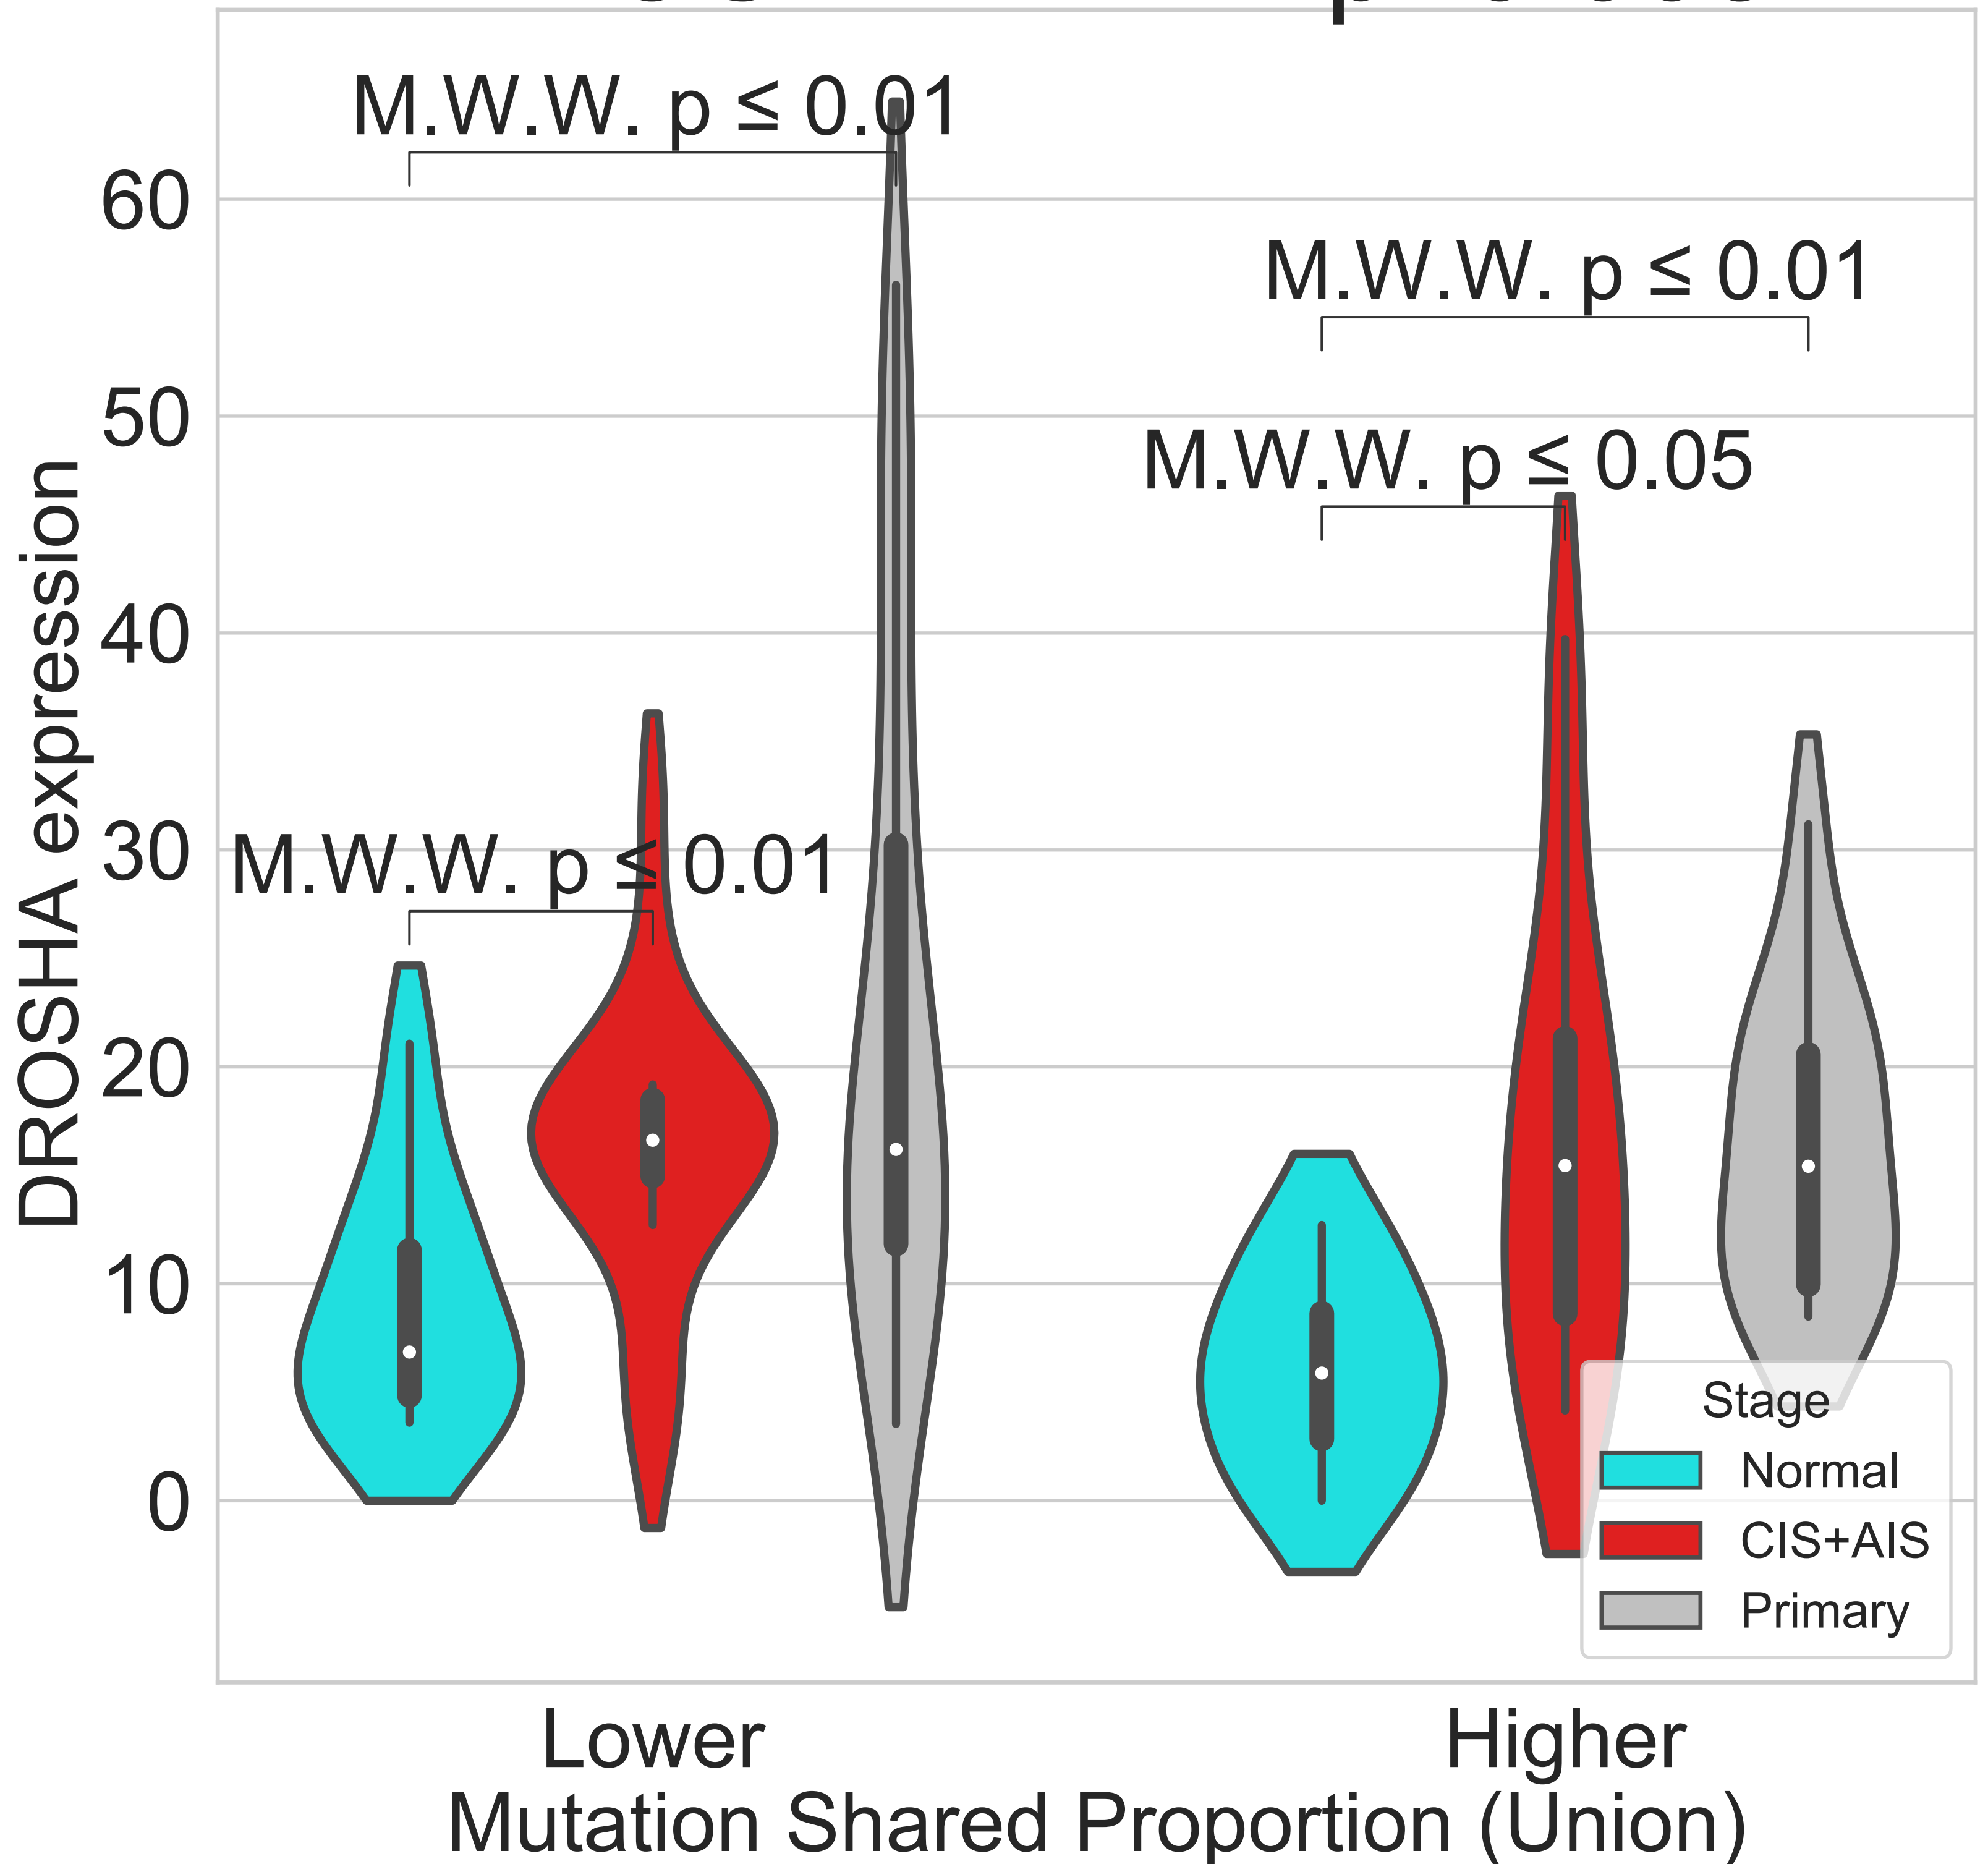 M.W.W. p ≤ 0.01
60
M.W.W. p ≤ 0.01
50
M.W.W. p ≤ 0.05
40
30
M.W.W. p ≤ 0.01
20
10
0
DROSHA expression
Stage
Normal
CIS+AIS
Primary
Lower
Higher
Mutation Shared Proportion (Union)